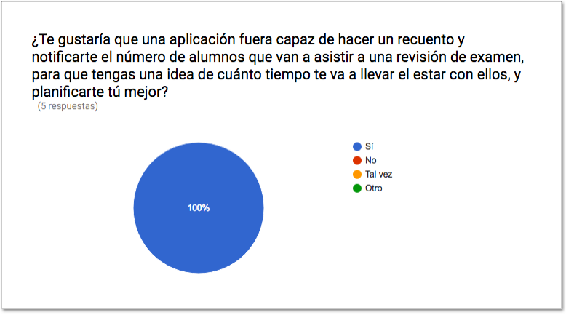 ¿Te gustaría que una aplicación fuera capaz de hacer un recuento y
notificarte el número de alumnos que van a asistir a una revisión de examen,
para que tengas una idea de cuánto tiempo te va a llevar el estar con ellos, y
planificarte tú mejor?
(5 respuestas)
Sí
No
Tal vez
Otro
100%